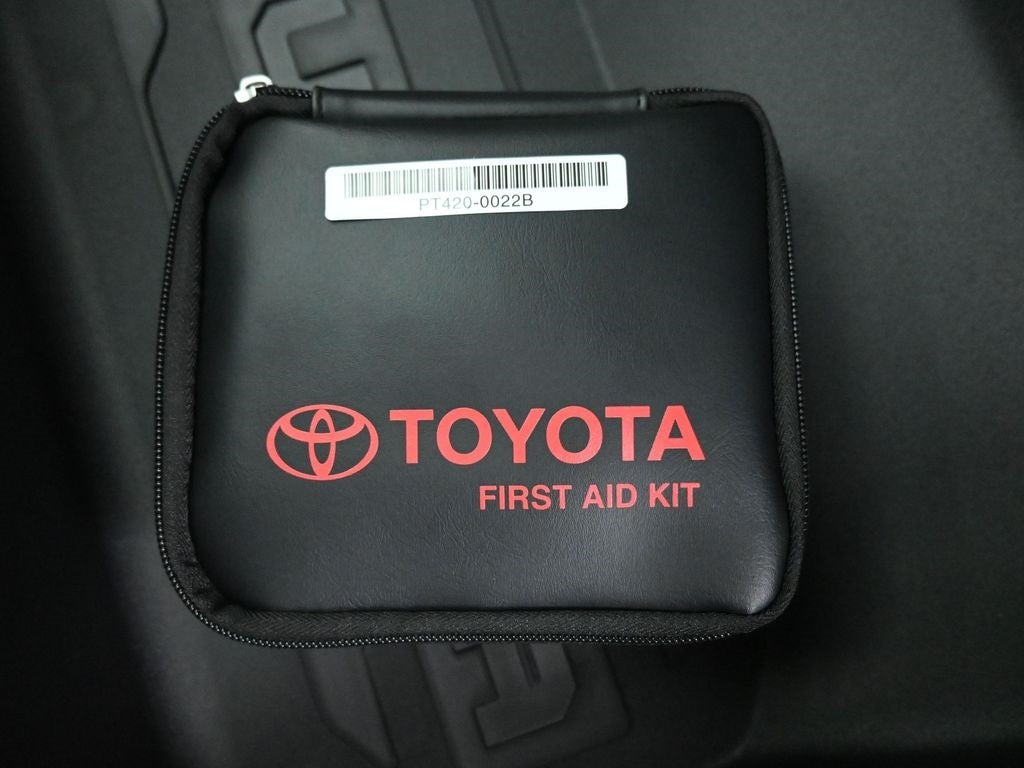 PT420-0022B
TOYOTA
FIRST AID KIT